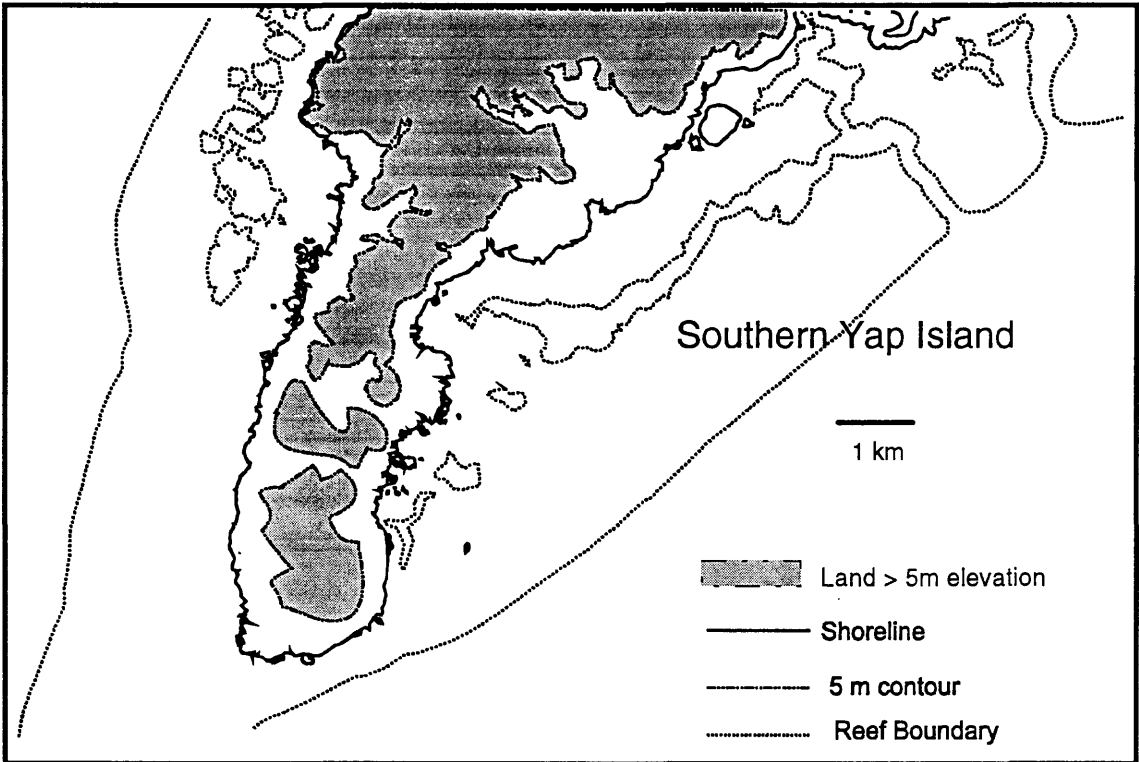 Southern Yap Island
1 km
Land > 5m elevation
Shoreline
5 m contour
Reef Boundary